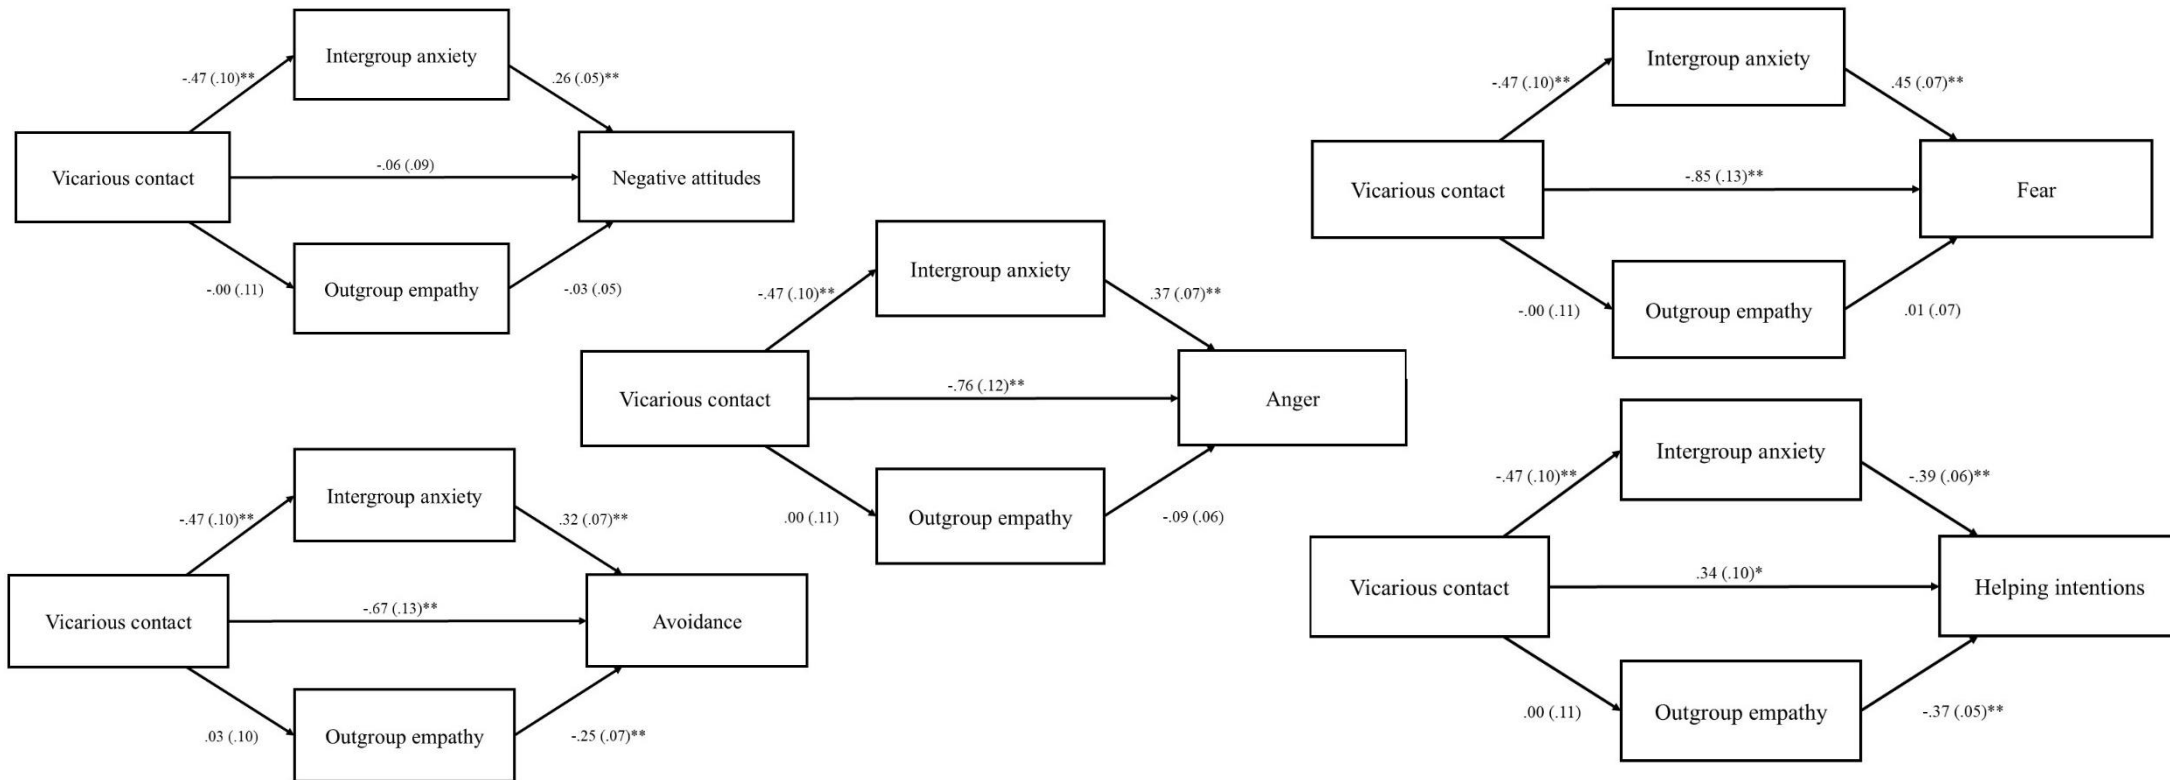 Intergroup anxiety
-.47 (.10)**
.26 (.05)**
Vicarious contact
-.06 (.09)
Negative attitudes
-.00 (.11)
Outgroup empathy
-.03 (.05)
Intergroup anxiety
-.47 (.10)**
.45 (.07)**
Vicarious contact
-.85 (.13)**
Fear
-.00 (.11)
Outgroup empathy
.01 (.07)
Intergroup anxiety
-.47 (.10)**
.37 (.07)**
Vicarious contact
-.76 (.12)**
Anger
.00 (.11)
Outgroup empathy
-.09 (.06)
Intergroup anxiety
-.47 (.10)**
.32 (.07)**
Vicarious contact
-.67 (.13)**
Avoidance
.03 (.10)
Outgroup empathy
-.25 (.07)**
Intergroup anxiety
-.47 (.10)**
-.39 (.06)**
Vicarious contact
.34 (.10)*
Helping intentions
.00 (.11)
Outgroup empathy
-.37 (.05)**